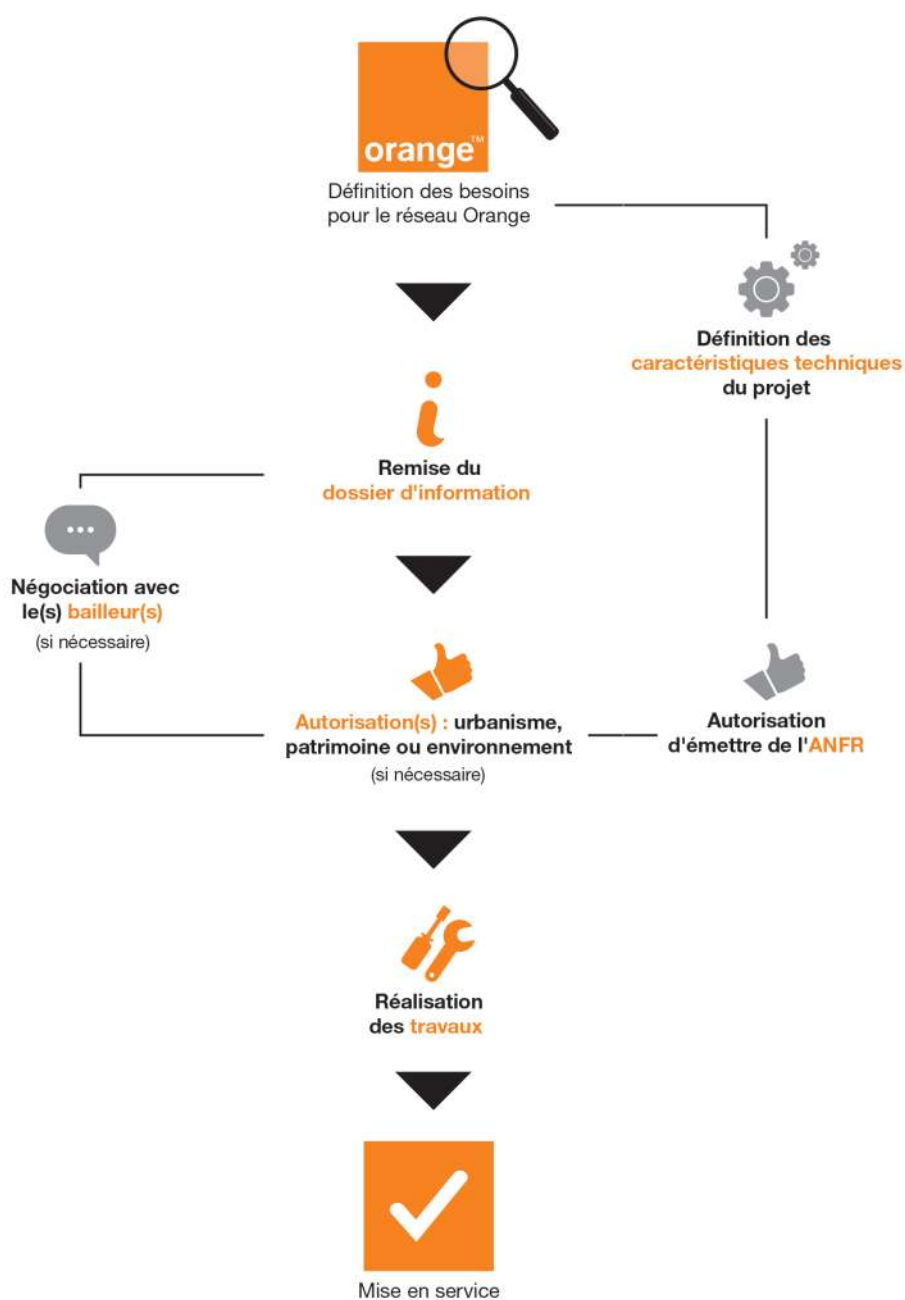 orange™
Définition des besoins
pour le réseau Orange
Définition des
caractéristiques techniques
du projet
Remise du
dossier d'information
Négociation avec
le(s) bailleur(s)
(si nécessaire)
Autorisation(s) : urbanisme,
patrimoine ou environnement
(si nécessaire)
Autorisation
d'émettre de l'ANFR
Réalisation
des travaux
Mise en service